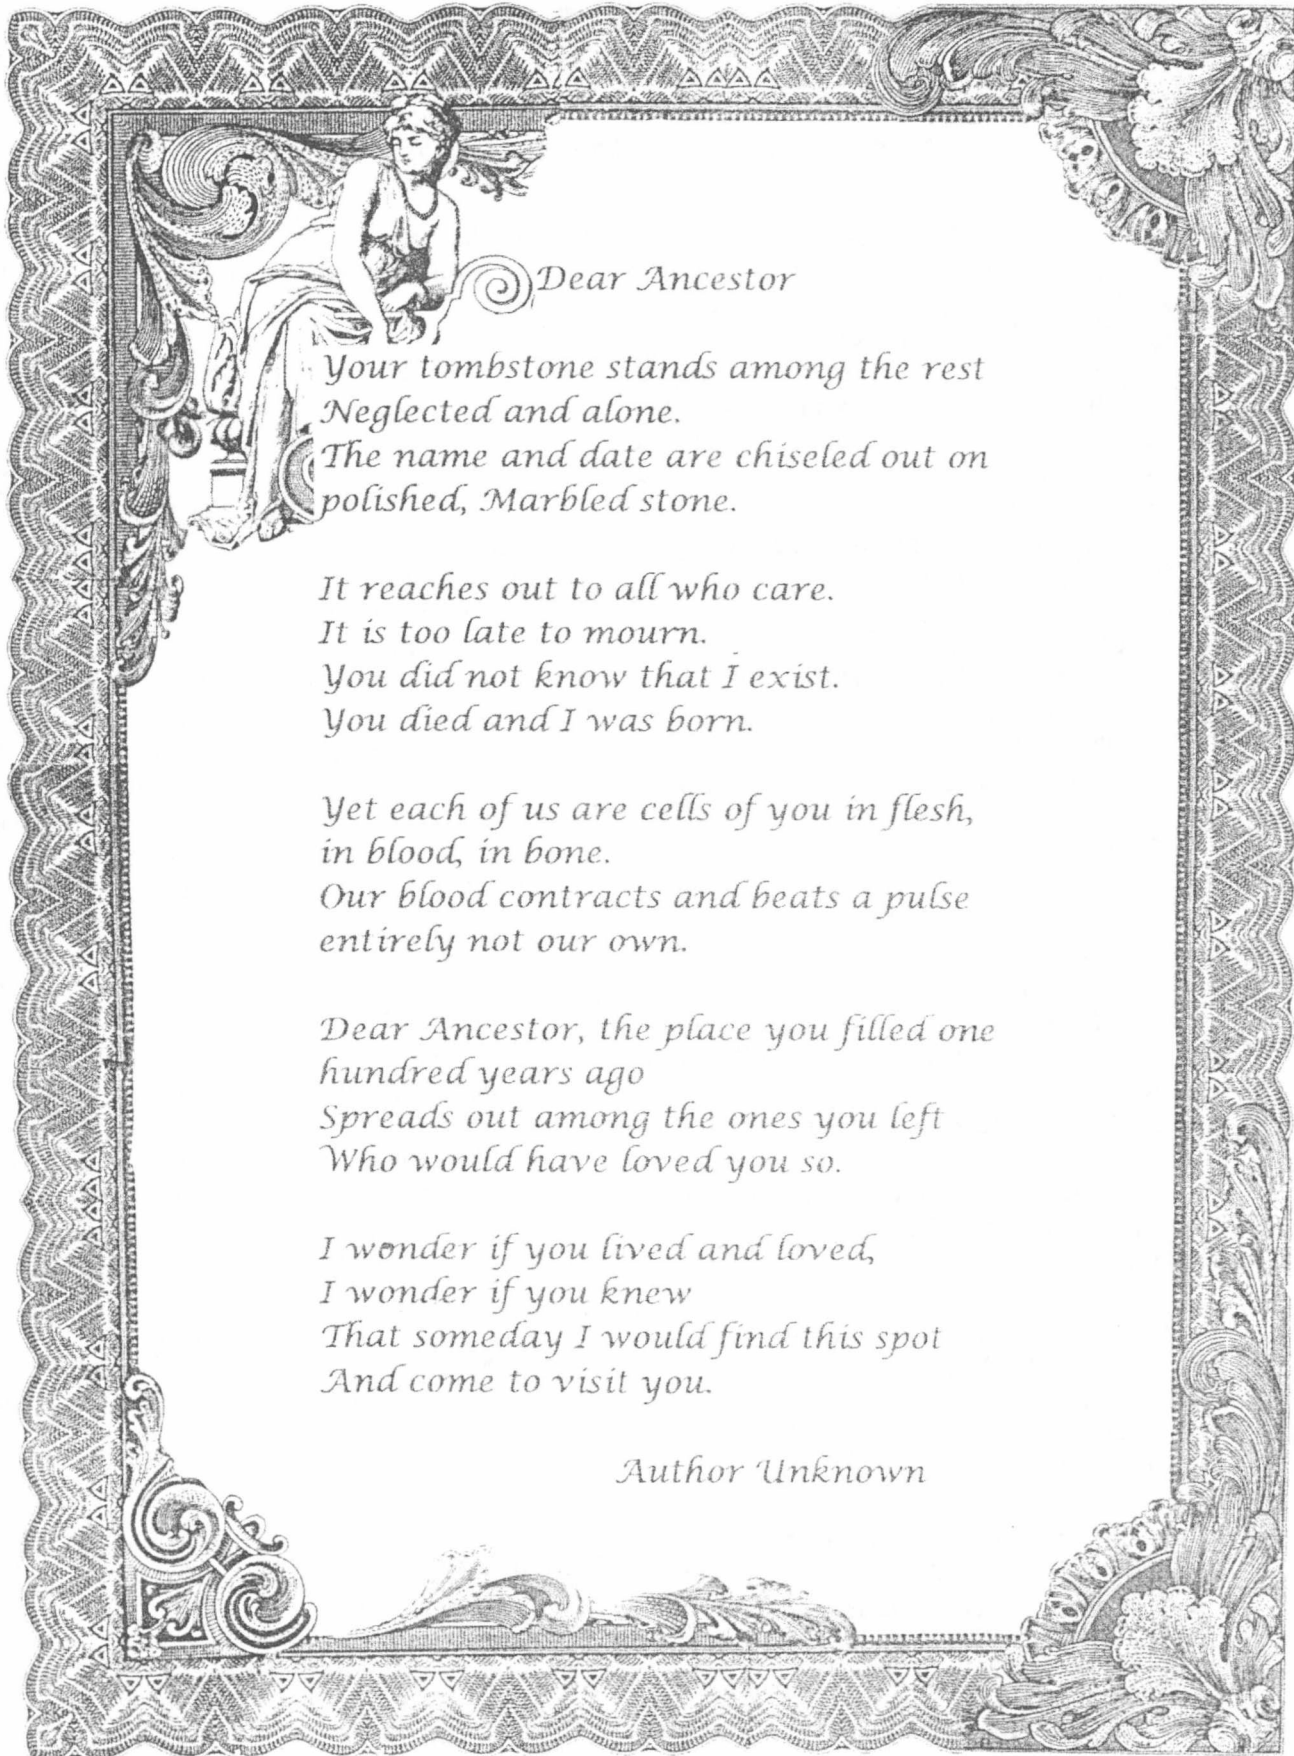 Dear Ancestor
Your tombstone stands among the rest
Neglected and alone.
The name and date are chiseled out on
polished, Marbled stone.
It reaches out to all who care.
It is too late to mourn.
You did not know that I exist.
You died and I was born.
Yet each of us are cells of you in flesh,
in blood, in bone.
Our blood contracts and beats a pulse
entirely not our own.
Dear Ancestor, the place you filled one
hundred years ago
Spreads out among the ones you left
Who would have loved you so.
I wonder if you lived and loved,
I wonder if you knew
That someday I would find this spot
And come to visit you.
Author Unknown